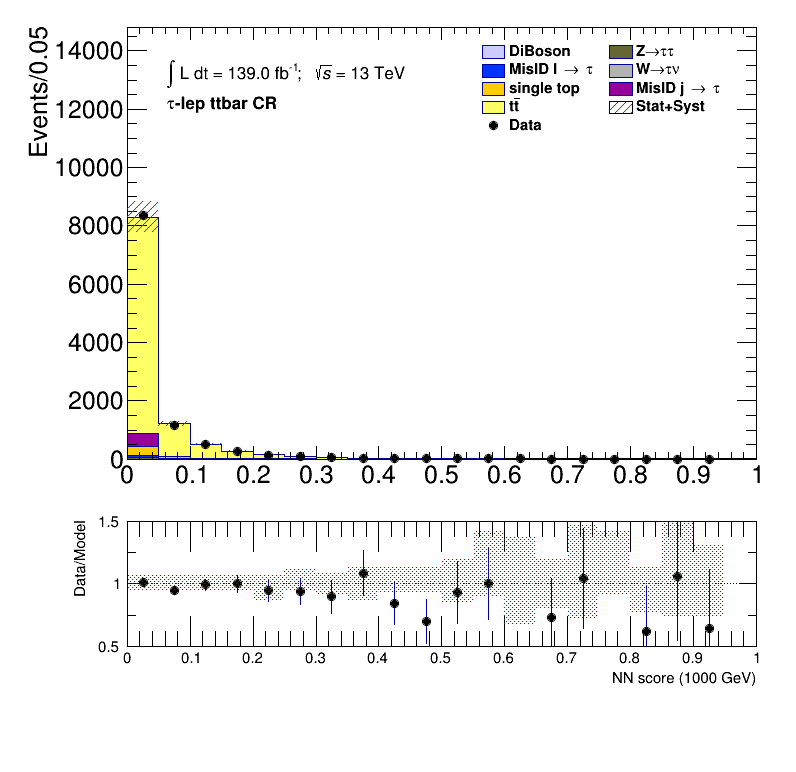 Events/0.05
14000
12000
10000
8000
6000
4000
2000
0
∫ L dt = 139.0 fb⁻¹; √s = 13 TeV
τ-lep ttbar CR
DiBoson
MisID l → τ
single top
tt̄
Data
Z→ττ
W→τν
MisID j → τ
Stat+Syst
0 0.1 0.2 0.3 0.4 0.5 0.6 0.7 0.8 0.9 1
Data/Model
1.5
1
0.5
0 0.1 0.2 0.3 0.4 0.5 0.6 0.7 0.8 0.9 1
NN score (1000 GeV)